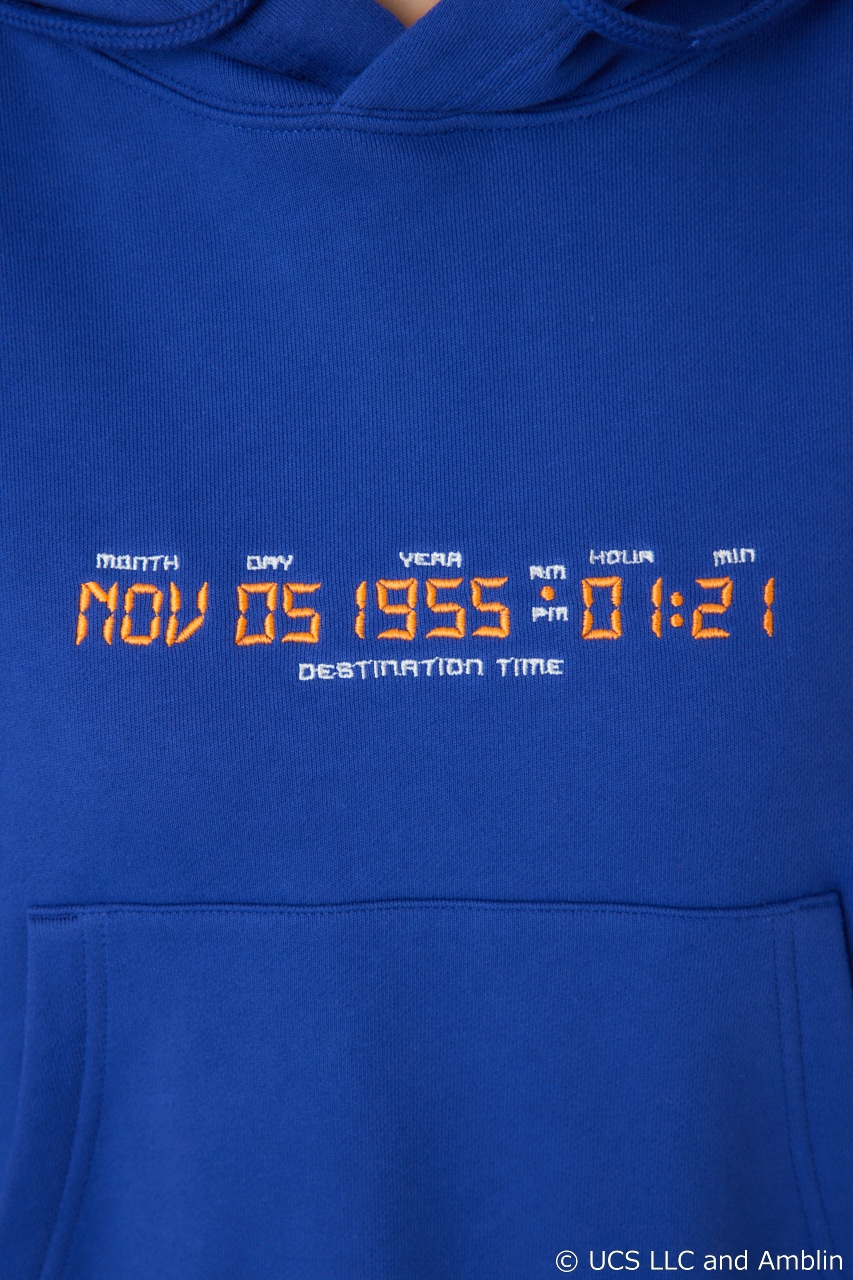 MONTH DAY YEAR AM HOUR MIN
NOV 05 1955 01:21
PM
DESTINATION TIME
© UCS LLC and Amblin